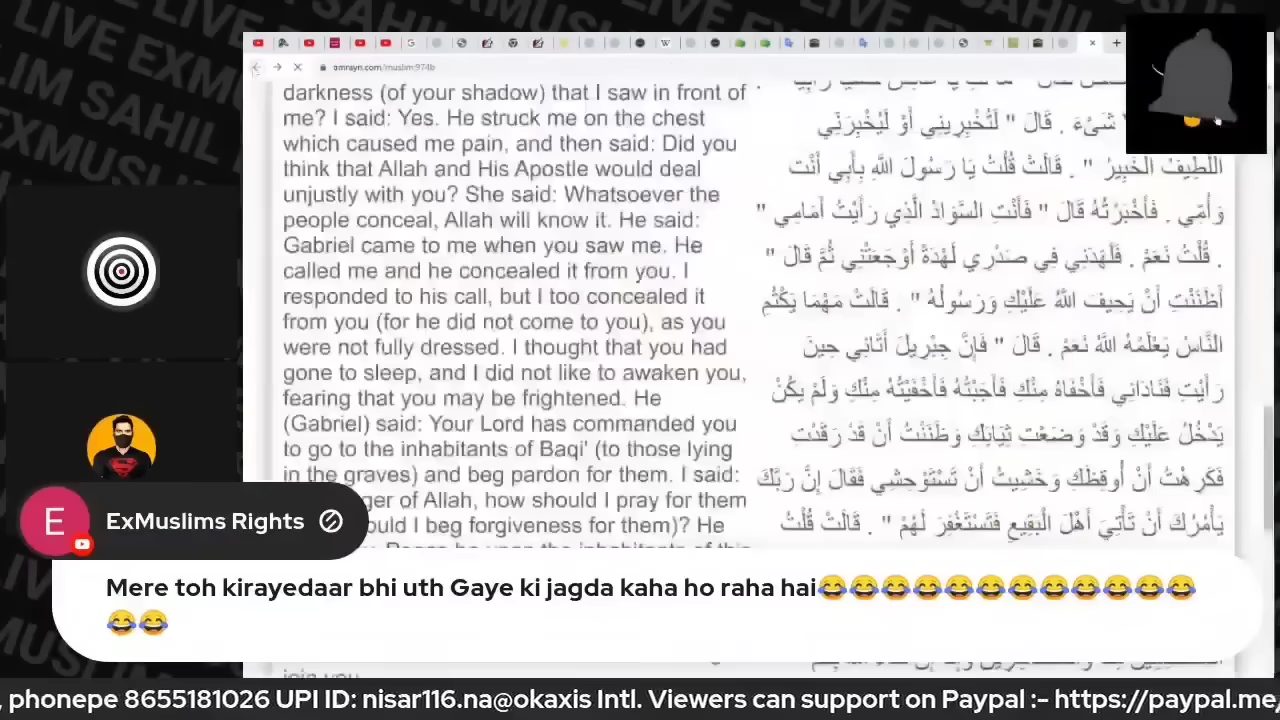 LIVE EXMUSLIM SAHIL
amrayn.com/muslim:974b
darkness (of your shadow) that I saw in front of
me? I said: Yes. He struck me on the chest
which caused me pain, and then said: Did you
think that Allah and His Apostle would deal
unjustly with you? She said: Whatsoever the
people conceal, Allah will know it. He said:
Gabriel came to me when you saw me. He
called me and he concealed it from you. I
responded to his call, but I too concealed it
from you (for he did not come to you), as you
were not fully dressed. I thought that you had
gone to sleep, and I did not like to awaken you,
fearing that you may be frightened. He
(Gabriel) said: Your Lord has commanded you
to go to the inhabitants of Baqi' (to those lying
in the graves) and beg pardon for them. I said:
ger of Allah, how should I pray for them
ould I beg forgiveness for them)? He
شَىْءَ . قَالَ " لَتُخْبِرِينِي أَوْ لَيُخْبِرَنِّي
اللَّطِيفُ الْخَبِيرُ " . قَالَتْ قُلْتُ يَا رَسُولَ اللَّهِ بِأَبِي أَنْتَ
وَأُمِّي . فَأَخْبَرْتُهُ قَالَ " فَأَنْتِ السَّوَادُ الَّذِي رَأَيْتُ أَمَامِي "
. قُلْتُ نَعَمْ . فَلَهَدَنِي فِي صَدْرِي لَهْدَةً أَوْجَعَتْنِي ثُمَّ قَالَ "
أَظَنَنْتِ أَنْ يَحِيفَ اللَّهُ عَلَيْكِ وَرَسُولُهُ " . قَالَتْ مَهْمَا يَكْتُمِ
النَّاسُ يَعْلَمْهُ اللَّهُ نَعَمْ . قَالَ " فَإِنَّ جِبْرِيلَ أَتَانِي حِينَ
رَأَيْتِ فَنَادَانِي فَأَخْفَاهُ مِنْكِ فَأَجَبْتُهُ فَأَخْفَيْتُهُ مِنْكِ وَلَمْ يَكُنْ
يَدْخُلُ عَلَيْكِ وَقَدْ وَضَعْتِ ثِيَابَكِ وَظَنَنْتُ أَنْ قَدْ رَقَدْتِ
فَكَرِهْتُ أَنْ أُوقِظَكِ وَخَشِيتُ أَنْ تَسْتَوْحِشِي فَقَالَ إِنَّ رَبَّكَ
يَأْمُرُكَ أَنْ تَأْتِيَ أَهْلَ الْبَقِيعِ فَتَسْتَغْفِرَ لَهُمْ " . قَالَتْ قُلْتُ
E ExMuslims Rights
Mere toh kirayedaar bhi uth Gaye ki jagda kaha ho raha hai😂😂😂😂😂😂😂😂😂😂😂😂
😂😂
join you
, phonepe 8655181026 UPI ID: nisar116.na@okaxis Intl. Viewers can support on Paypal :- https://paypal.me/